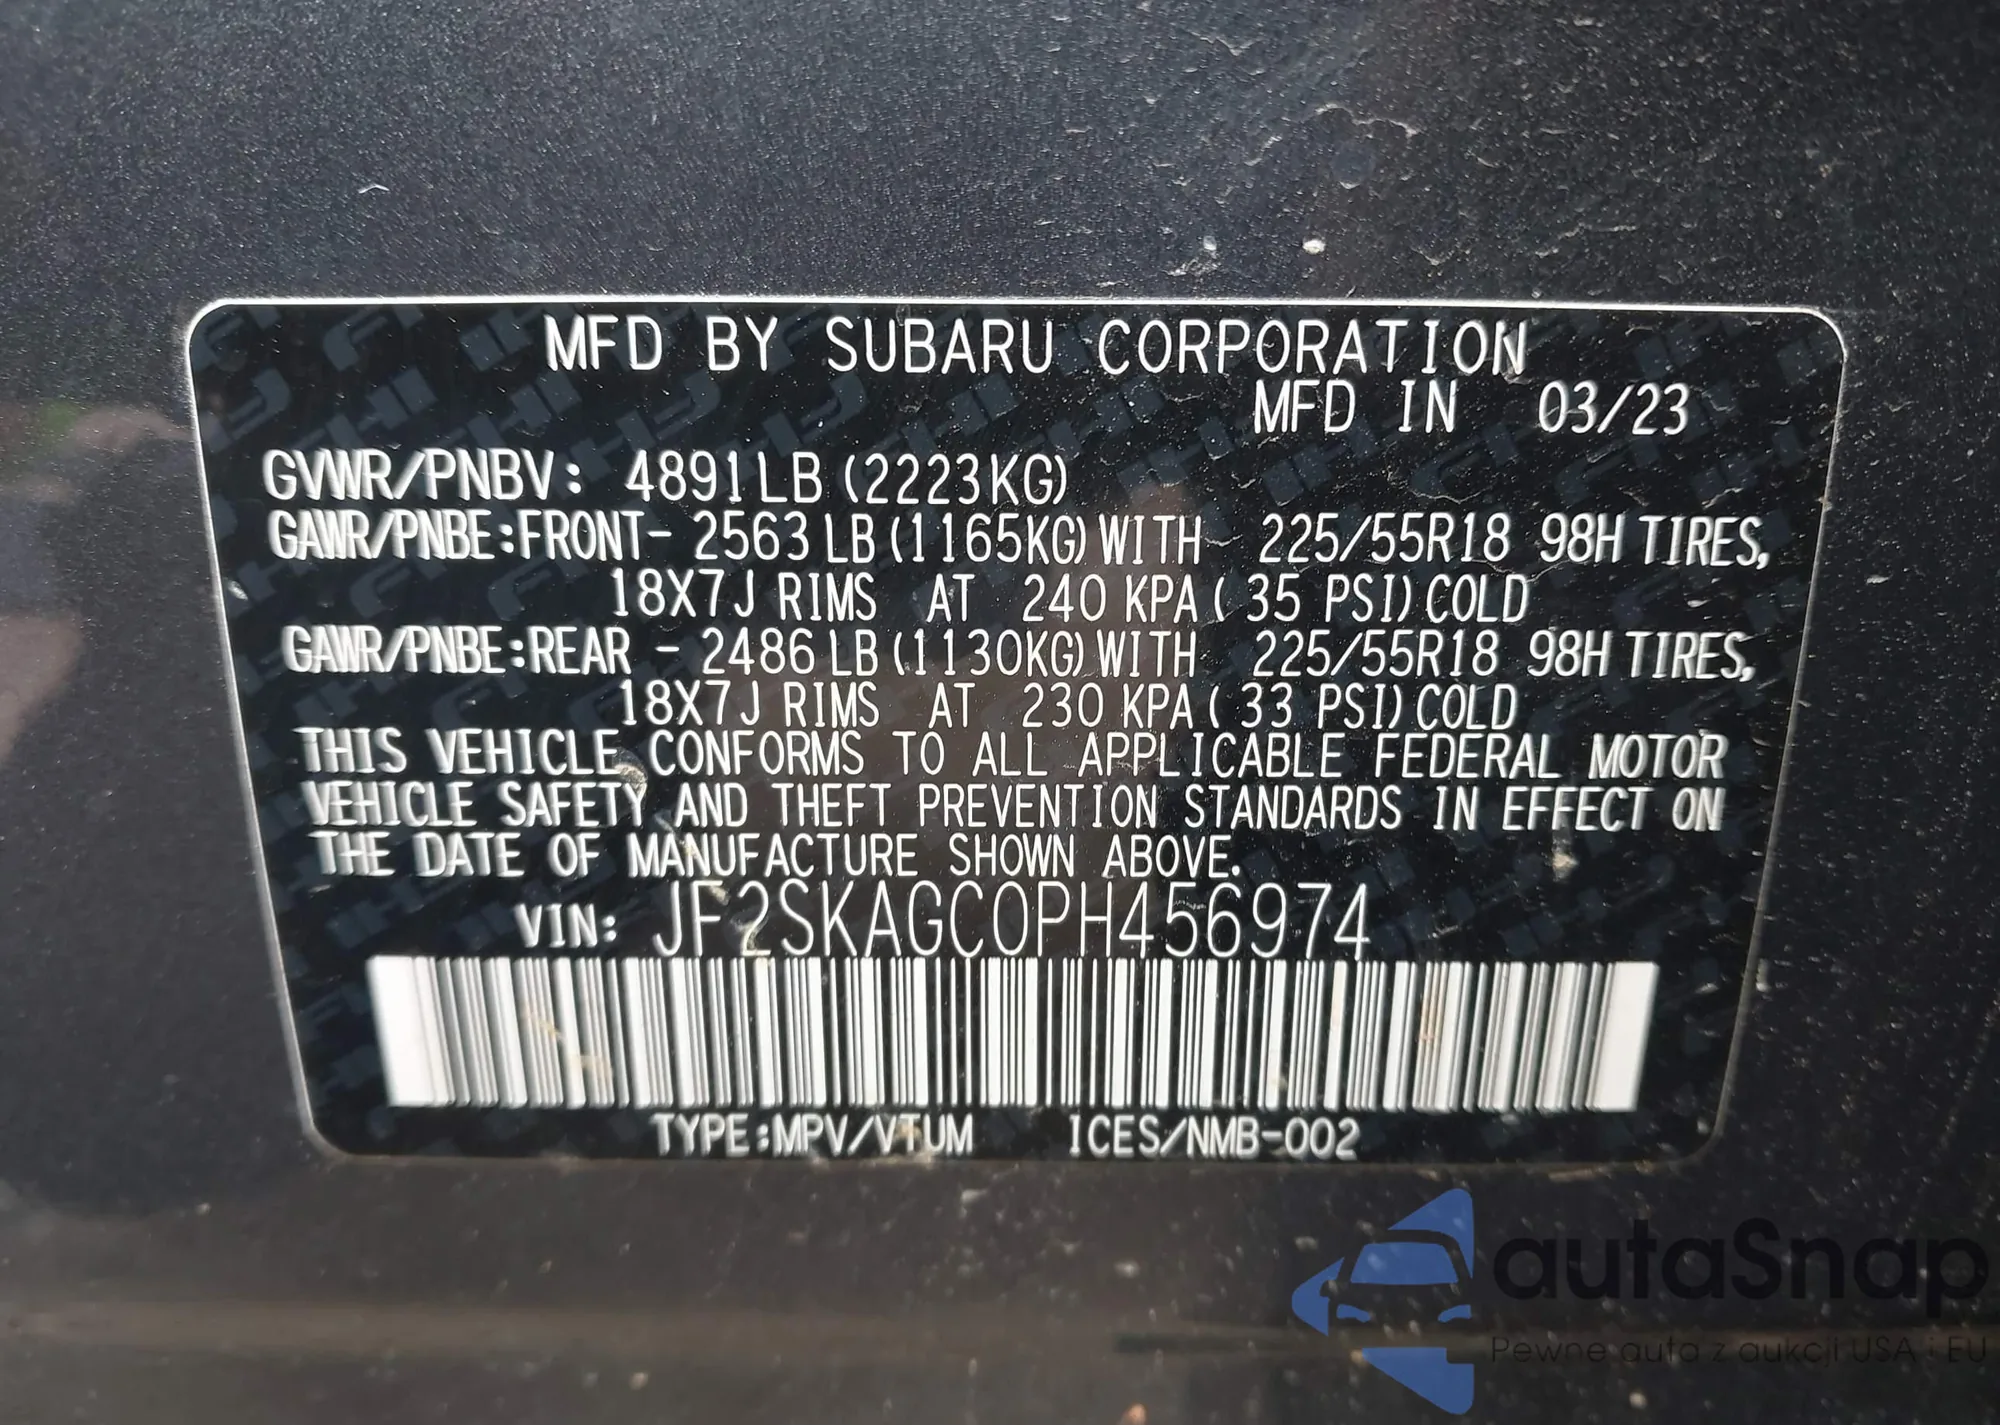 MFD BY SUBARU CORPORATION
MFD IN 03/23
GVWR/PNBV: 4891LB (2223KG)
GAWR/PNBE:FRONT- 2563 LB (1165KG) WITH 225/55R18 98H TIRES,
18X7J RIMS AT 240 KPA ( 35 PSI) COLD
GAWR/PNBE:REAR - 2486 LB (1130KG) WITH 225/55R18 98H TIRES,
18X7J RIMS AT 230 KPA ( 33 PSI) COLD
THIS VEHICLE CONFORMS TO ALL APPLICABLE FEDERAL MOTOR
VEHICLE SAFETY AND THEFT PREVENTION STANDARDS IN EFFECT ON
THE DATE OF MANUFACTURE SHOWN ABOVE.
VIN: JF2SKAGC0PH456974
TYPE:MPV/VTUM ICES/NMB-002
autaSnap
Pewne auta z aukcji USA i EU